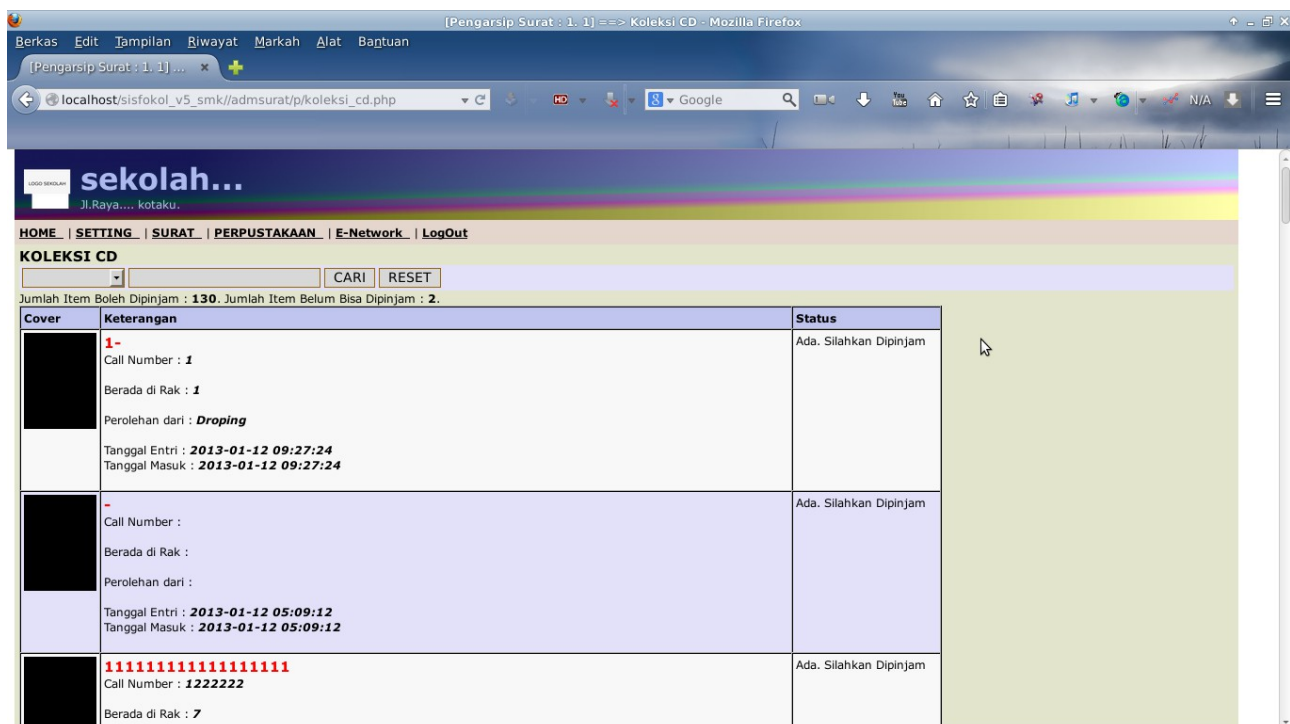 [Pengarsip Surat : 1. 1] ==> Koleksi CD - Mozilla Firefox
Berkas Edit Tampilan Riwayat Markah Alat Bantuan
[Pengarsip Surat : 1. 1] ...
localhost/sisfokol_v5_smk//admsurat/p/koleksi_cd.php HD 8 Google You Tube N/A
LOGO SEKOLAH
sekolah...
Jl.Raya.... kotaku.
HOME | SETTING | SURAT | PERPUSTAKAAN | E-Network | LogOut
KOLEKSI CD
CARI RESET
Jumlah Item Boleh Dipinjam : 130. Jumlah Item Belum Bisa Dipinjam : 2.
Cover Keterangan Status
1- Ada. Silahkan Dipinjam
Call Number : 1
Berada di Rak : 1
Perolehan dari : Droping
Tanggal Entri : 2013-01-12 09:27:24
Tanggal Masuk : 2013-01-12 09:27:24
- Ada. Silahkan Dipinjam
Call Number :
Berada di Rak :
Perolehan dari :
Tanggal Entri : 2013-01-12 05:09:12
Tanggal Masuk : 2013-01-12 05:09:12
111111111111111111 Ada. Silahkan Dipinjam
Call Number : 1222222
Berada di Rak : 7